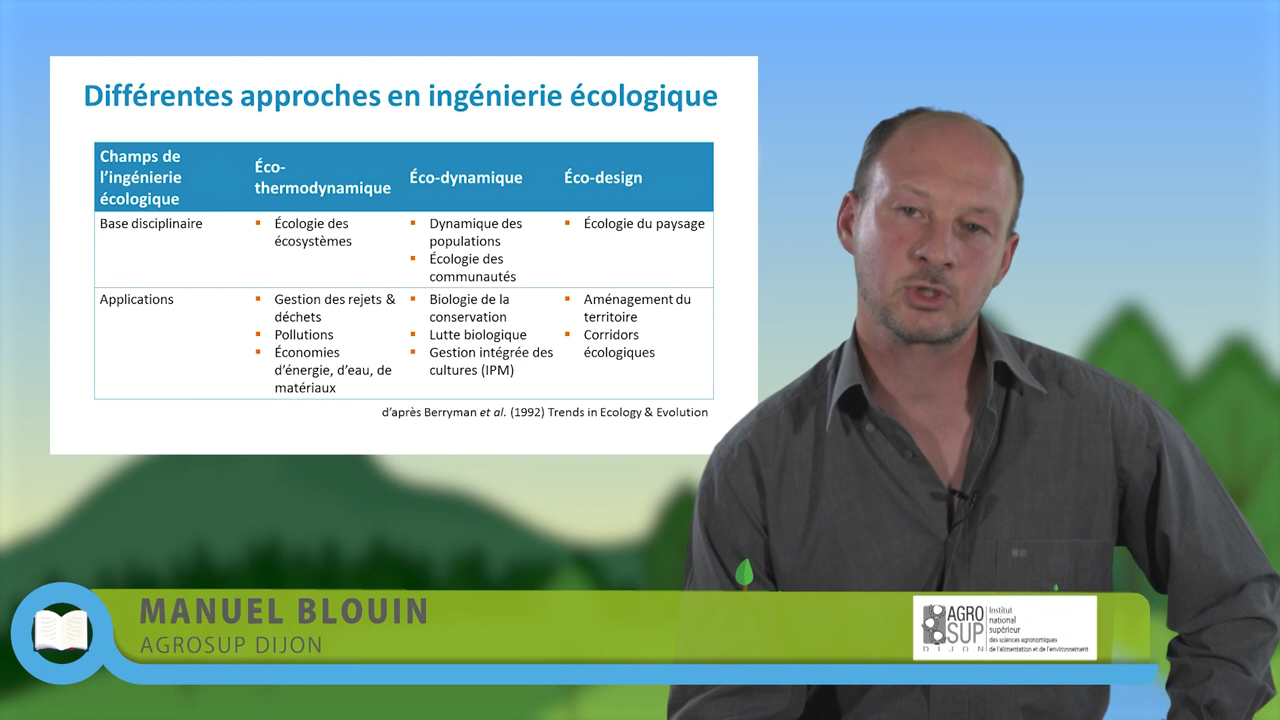 Différentes approches en ingénierie écologique
Champs de
l'ingénierie
écologique
Éco-
thermodynamique
Éco-dynamique
Éco-design
Base disciplinaire
Écologie des
écosystèmes
Dynamique des
populations
Écologie des
communautés
Écologie du paysage
Applications
Gestion des rejets &
déchets
Pollutions
Économies
d'énergie, d'eau, de
matériaux
Biologie de la
conservation
Lutte biologique
Gestion intégrée des
cultures (IPM)
Aménagement du
territoire
Corridors
écologiques
d'après Berryman et al. (1992) Trends in Ecology & Evolution
MANUEL BLOUIN
AGROSUP DIJON
AGRO
SUP
DIJON
Institut
national
supérieur
des sciences agronomiques
de l'alimentation et de l'environnement